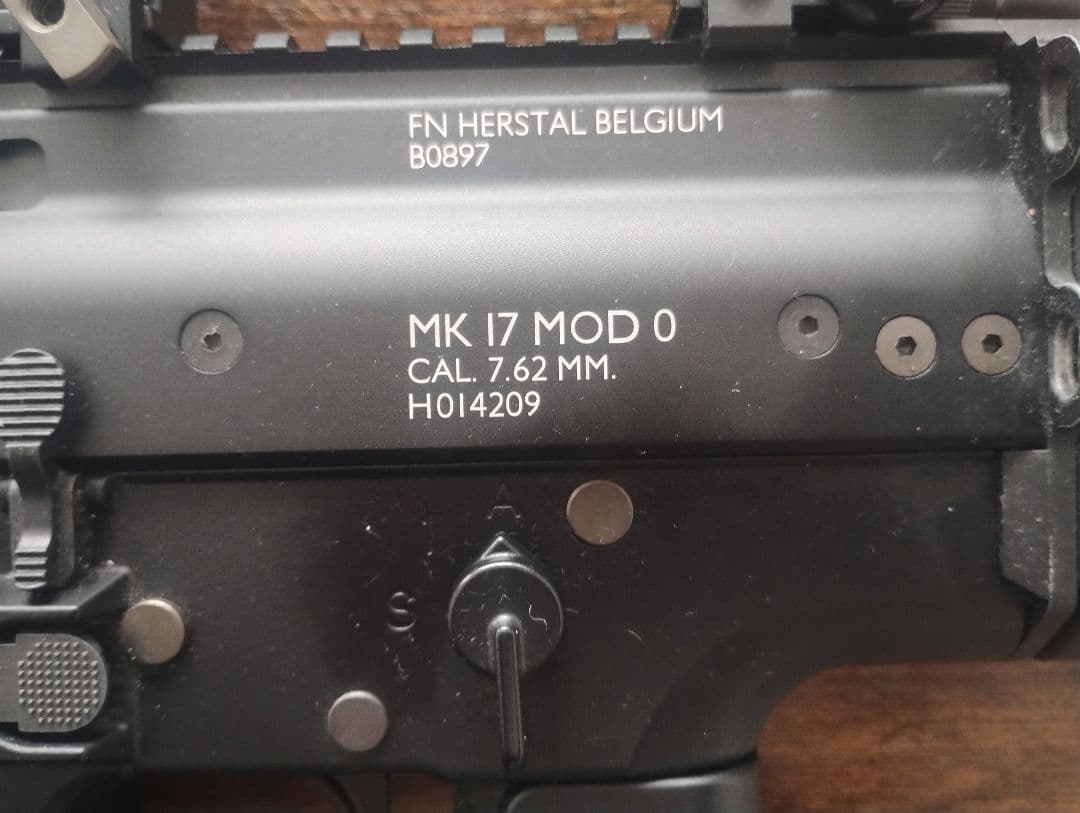 FN HERSTAL BELGIUM
B0897
MK 17 MOD 0
CAL. 7.62 MM.
H014209
A
S